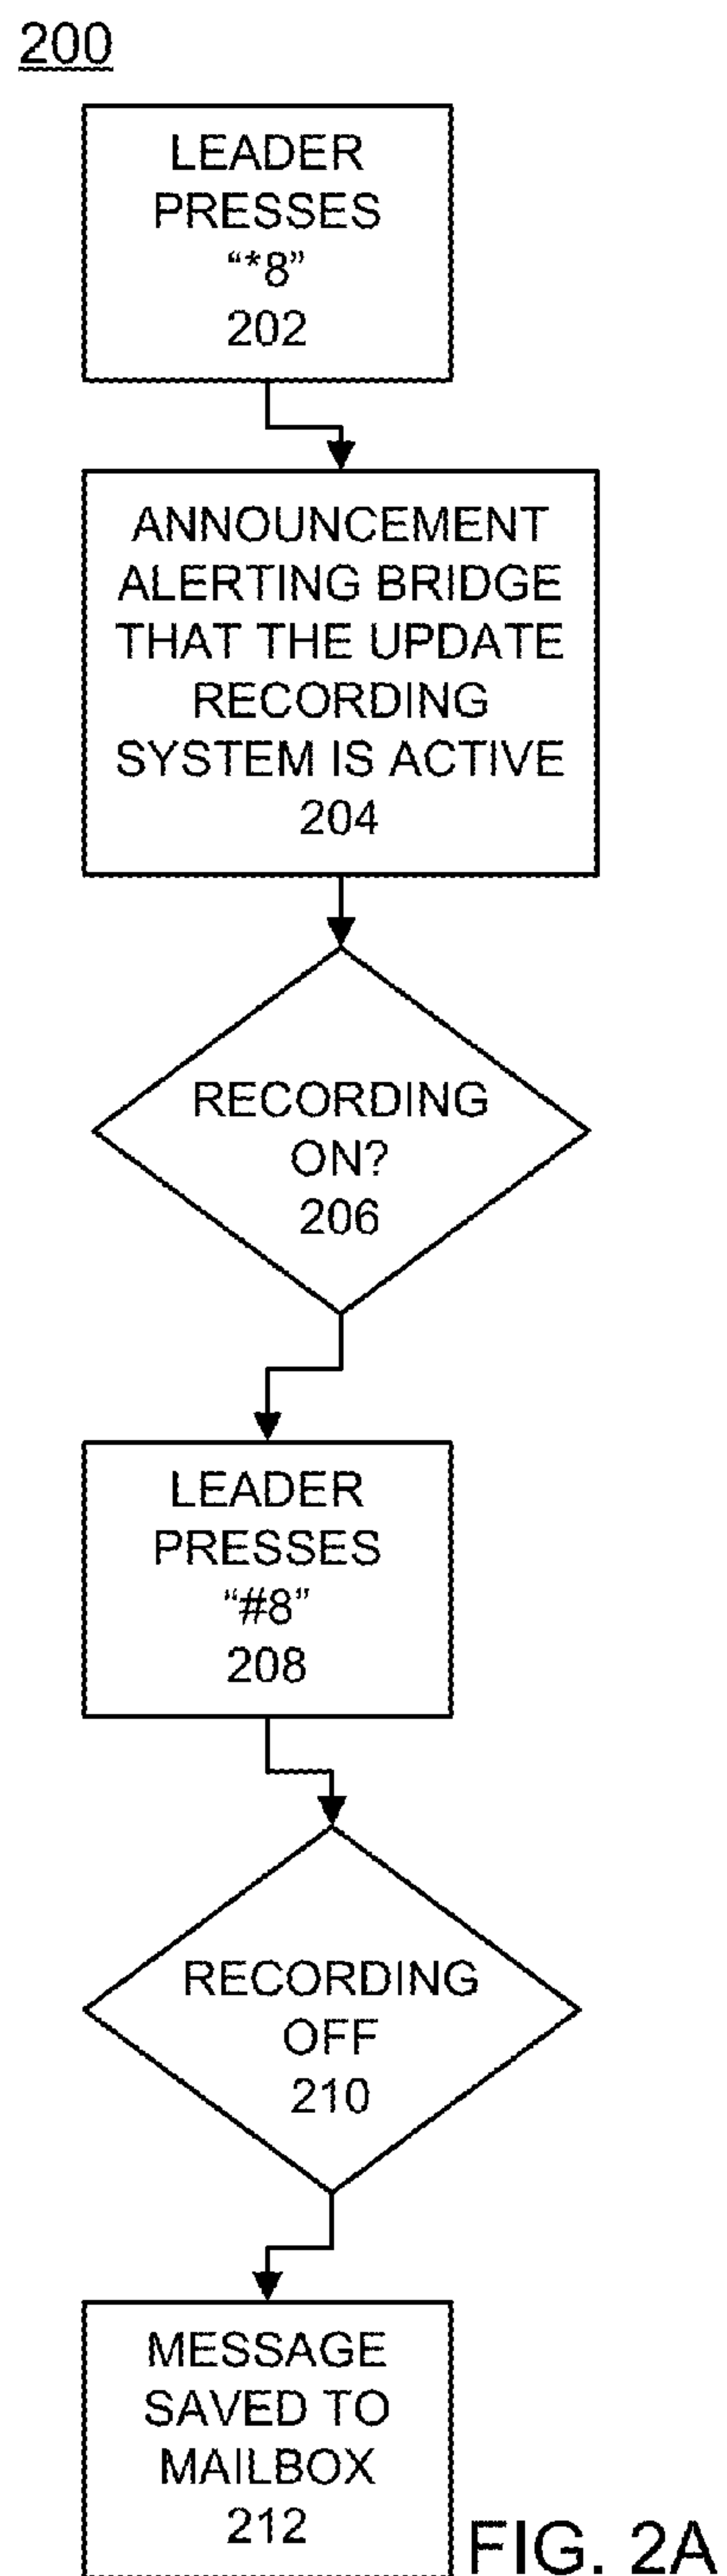 200
LEADER
PRESSES
“*8”
202
ANNOUNCEMENT
ALERTING BRIDGE
THAT THE UPDATE
RECORDING
SYSTEM IS ACTIVE
204
RECORDING
ON?
206
LEADER
PRESSES
“#8”
208
RECORDING
OFF
210
MESSAGE
SAVED TO
MAILBOX
212
FIG. 2A